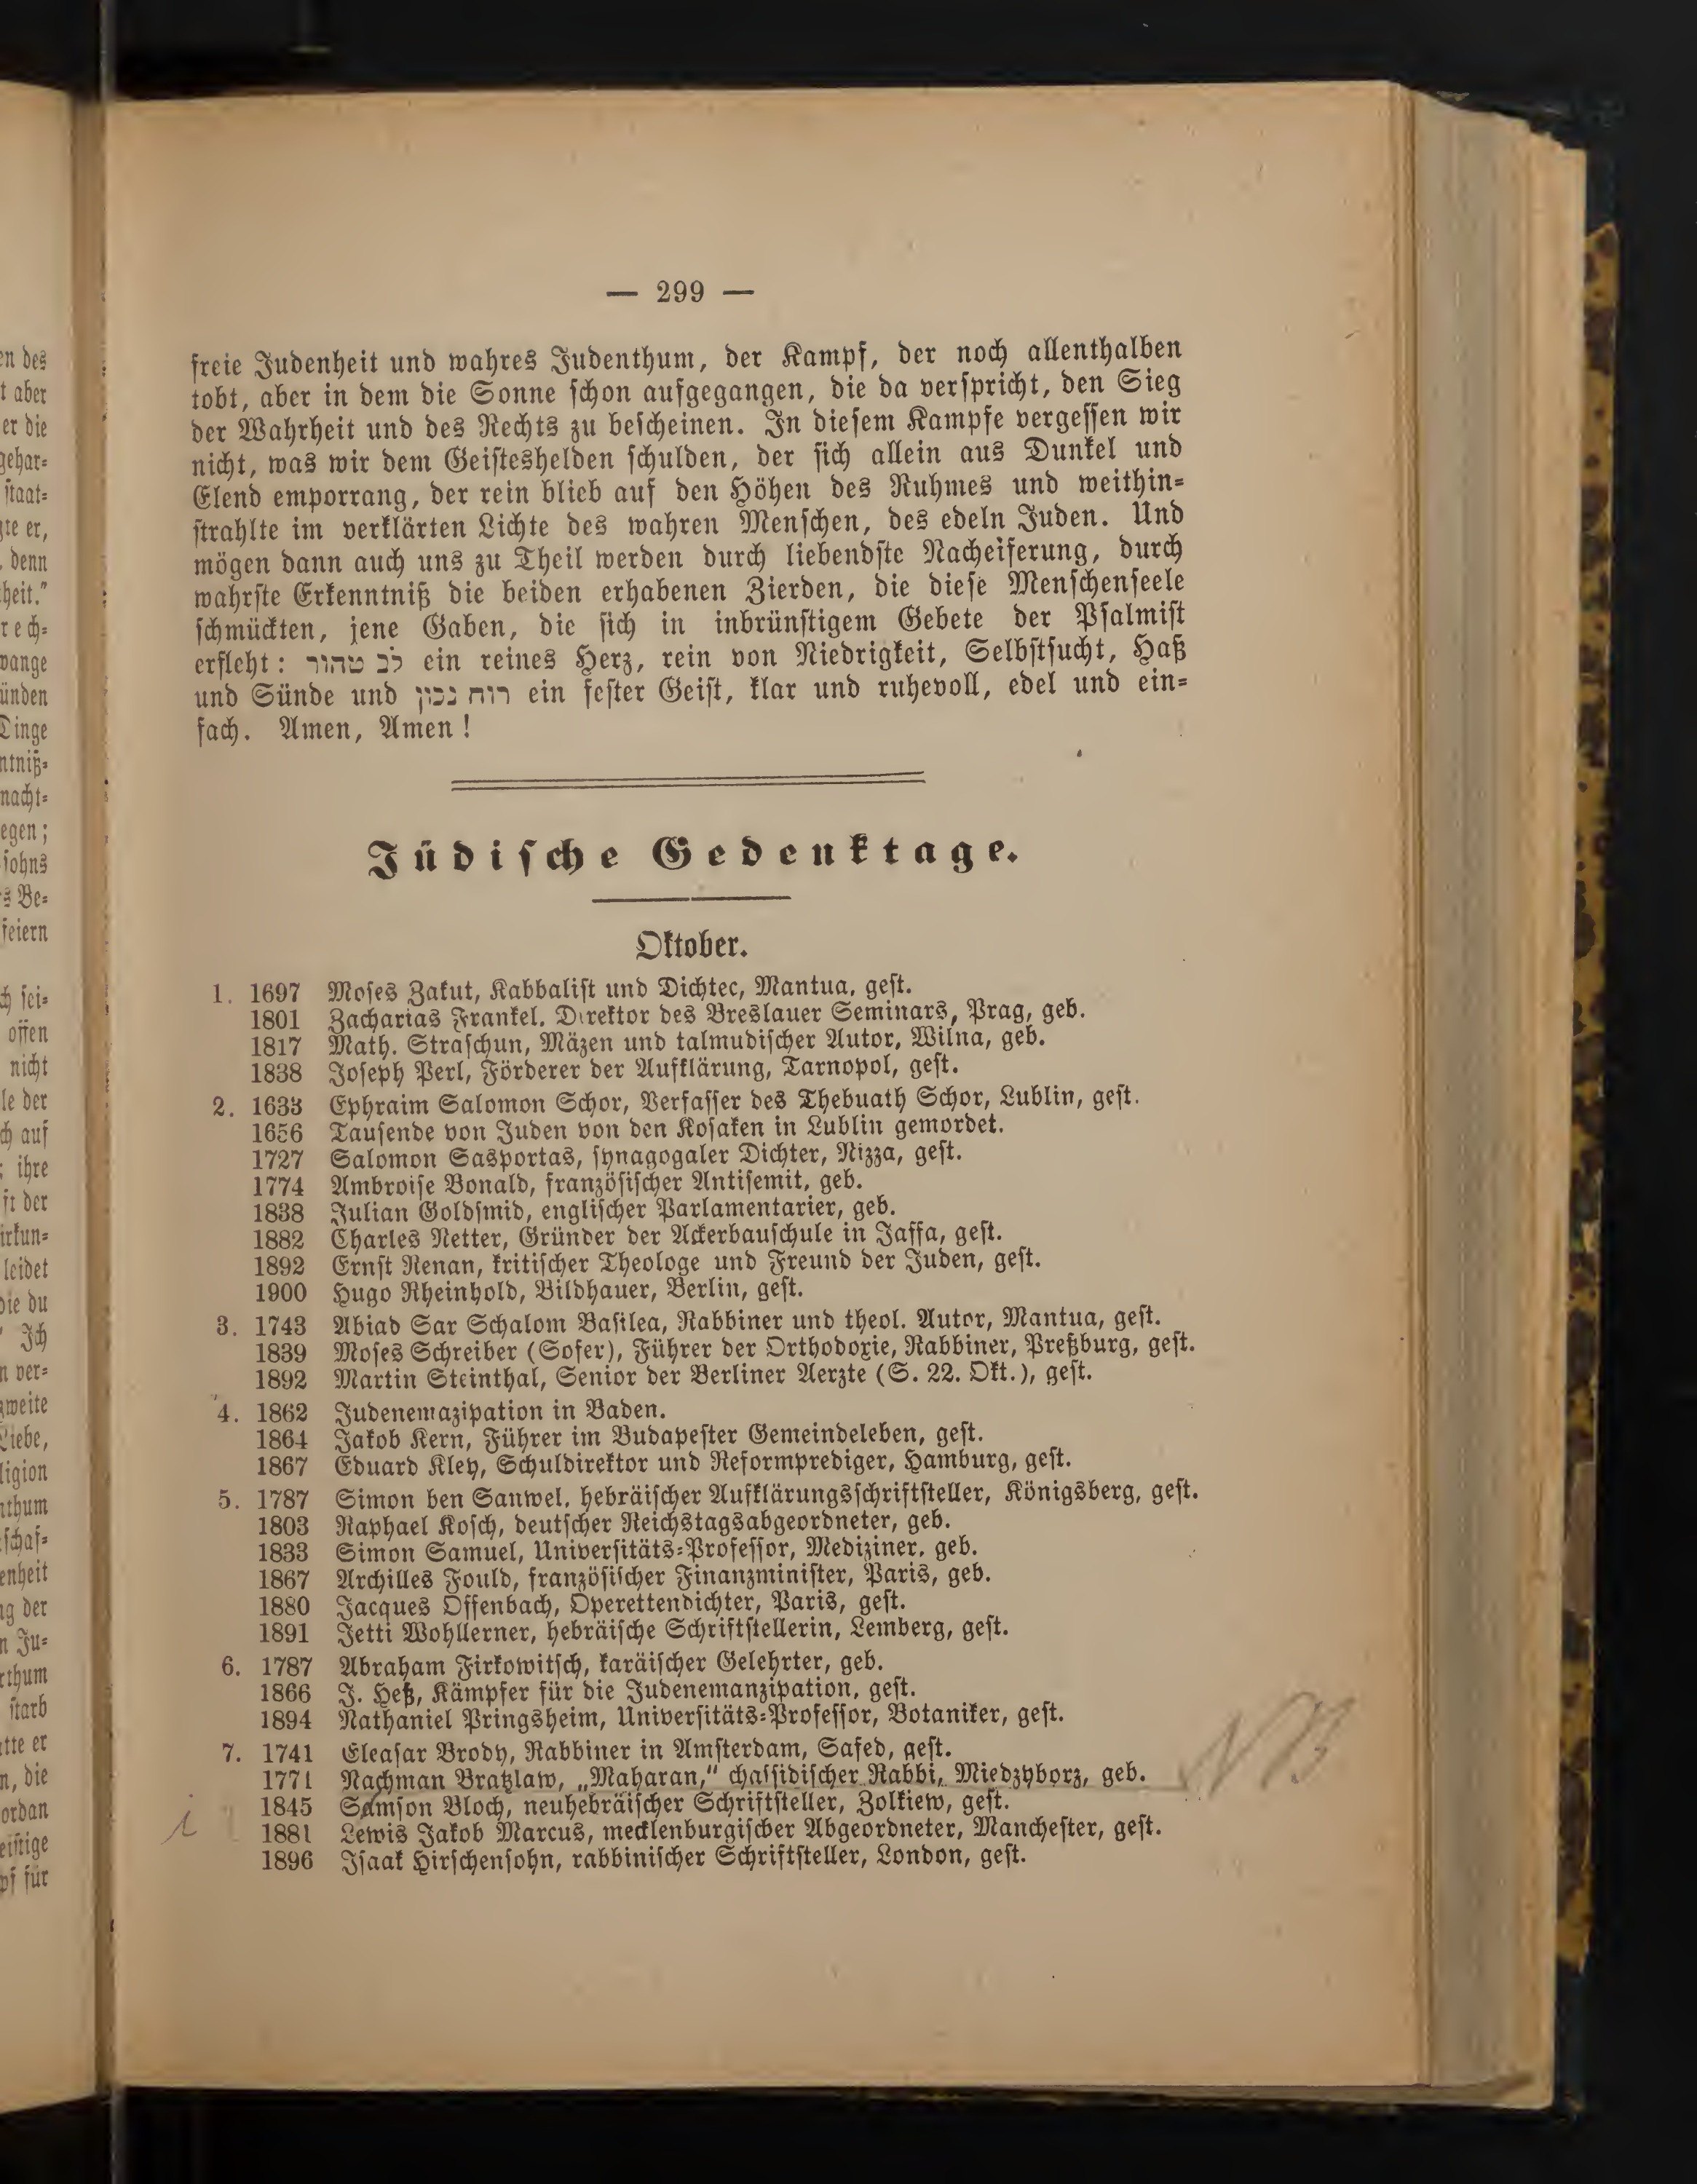 — 299 —
freie Judenheit und wahres Judenthum, der Kampf, der noch allenthalben
tobt, aber in dem die Sonne schon aufgegangen, die da verspricht, den Sieg
der Wahrheit und des Rechts zu bescheinen. In diesem Kampfe vergessen wir
nicht, was wir dem Geisteshelden schulden, der sich allein aus Dunkel und
Elend emporrang, der rein blieb auf den Höhen des Ruhmes und weithin-
strahlte im verklärten Lichte des wahren Menschen, des edeln Juden. Und
mögen dann auch uns zu Theil werden durch liebendste Nacheiferung, durch
wahrste Erkenntniß die beiden erhabenen Zierden, die diese Menschenseele
schmückten, jene Gaben, die sich in inbrünstigem Gebete der Psalmist
erfleht: לב טהור ein reines Herz, rein von Niedrigkeit, Selbstsucht, Haß
und Sünde und רוח נכון ein fester Geist, klar und ruhevoll, edel und ein-
fach. Amen, Amen!
Jüdische Gedenktage.
Oktober.
1. 1697 Moses Zakut, Kabbalist und Dichtec, Mantua, gest.
1801 Zacharias Frankel. Direktor des Breslauer Seminars, Prag, geb.
1817 Math. Straschun, Mäzen und talmudischer Autor, Wilna, geb.
1838 Joseph Perl, Förderer der Aufklärung, Tarnopol, gest.
2. 1633 Ephraim Salomon Schor, Verfasser des Thebuath Schor, Lublin, gest.
1656 Tausende von Juden von den Kosaken in Lublin gemordet.
1727 Salomon Sasportas, synagogaler Dichter, Nizza, gest.
1774 Ambroise Bonald, französischer Antisemit, geb.
1838 Julian Goldsmid, englischer Parlamentarier, geb.
1882 Charles Netter, Gründer der Ackerbauschule in Jaffa, gest.
1892 Ernst Renan, kritischer Theologe und Freund der Juden, gest.
1900 Hugo Rheinhold, Bildhauer, Berlin, gest.
3. 1743 Abiad Sar Schalom Basilea, Rabbiner und theol. Autor, Mantua, gest.
1839 Moses Schreiber (Sofer), Führer der Orthodoxie, Rabbiner, Preßburg, gest.
1892 Martin Steinthal, Senior der Berliner Aerzte (S. 22. Okt.), gest.
4. 1862 Judenemazipation in Baden.
1864 Jakob Kern, Führer im Budapester Gemeindeleben, gest.
1867 Eduard Kley, Schuldirektor und Reformprediger, Hamburg, gest.
5. 1787 Simon ben Sanwel. hebräischer Aufklärungsschriftsteller, Königsberg, gest.
1803 Raphael Kosch, deutscher Reichstagsabgeordneter, geb.
1833 Simon Samuel, Universitäts-Professor, Mediziner, geb.
1867 Archilles Fould, französischer Finanzminister, Paris, geb.
1880 Jacques Offenbach, Operettendichter, Paris, gest.
1891 Jetti Wohllerner, hebräische Schriftstellerin, Lemberg, gest.
6. 1787 Abraham Firkowitsch, karäischer Gelehrter, geb.
1866 J. Heß, Kämpfer für die Judenemanzipation, gest.
1894 Nathaniel Pringsheim, Universitäts-Professor, Botaniker, gest.
7. 1741 Eleasar Brody, Rabbiner in Amsterdam, Safed, gest.
1771 Nachman Bratzlaw, „Maharan,“ chassidischer Rabbi, Miedzyborz, geb. NB
1845 Samson Bloch, neuhebräischer Schriftsteller, Zolkiew, gest.
i 1881 Lewis Jakob Marcus, mecklenburgischer Abgeordneter, Manchester, gest.
1896 Isaak Hirschensohn, rabbinischer Schriftsteller, London, gest.